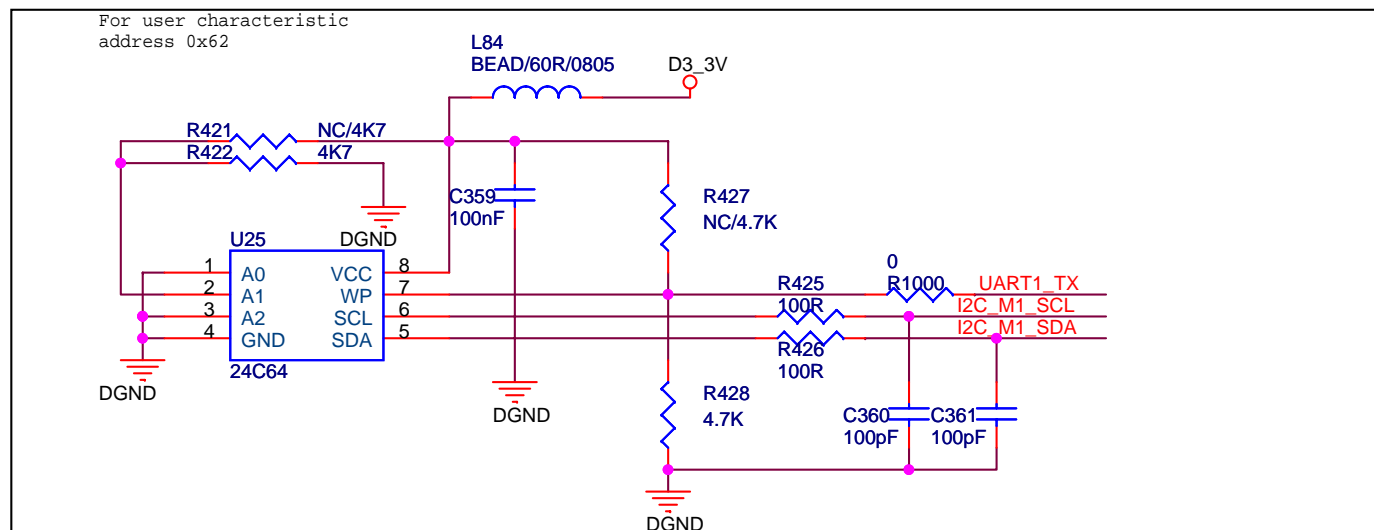 For user characteristic
address 0x62
L84
BEAD/60R/0805
D3_3V
R421
NC/4K7
R422
4K7
C359
100nF
R427
NC/4.7K
DGND
U25
1
A0
VCC
8
2
A1
WP
7
3
A2
SCL
6
4
GND
SDA
5
24C64
DGND
DGND
R425
100R
0
R1000
UART1_TX
I2C_M1_SCL
I2C_M1_SDA
R426
100R
R428
4.7K
C360
100pF
C361
100pF
DGND